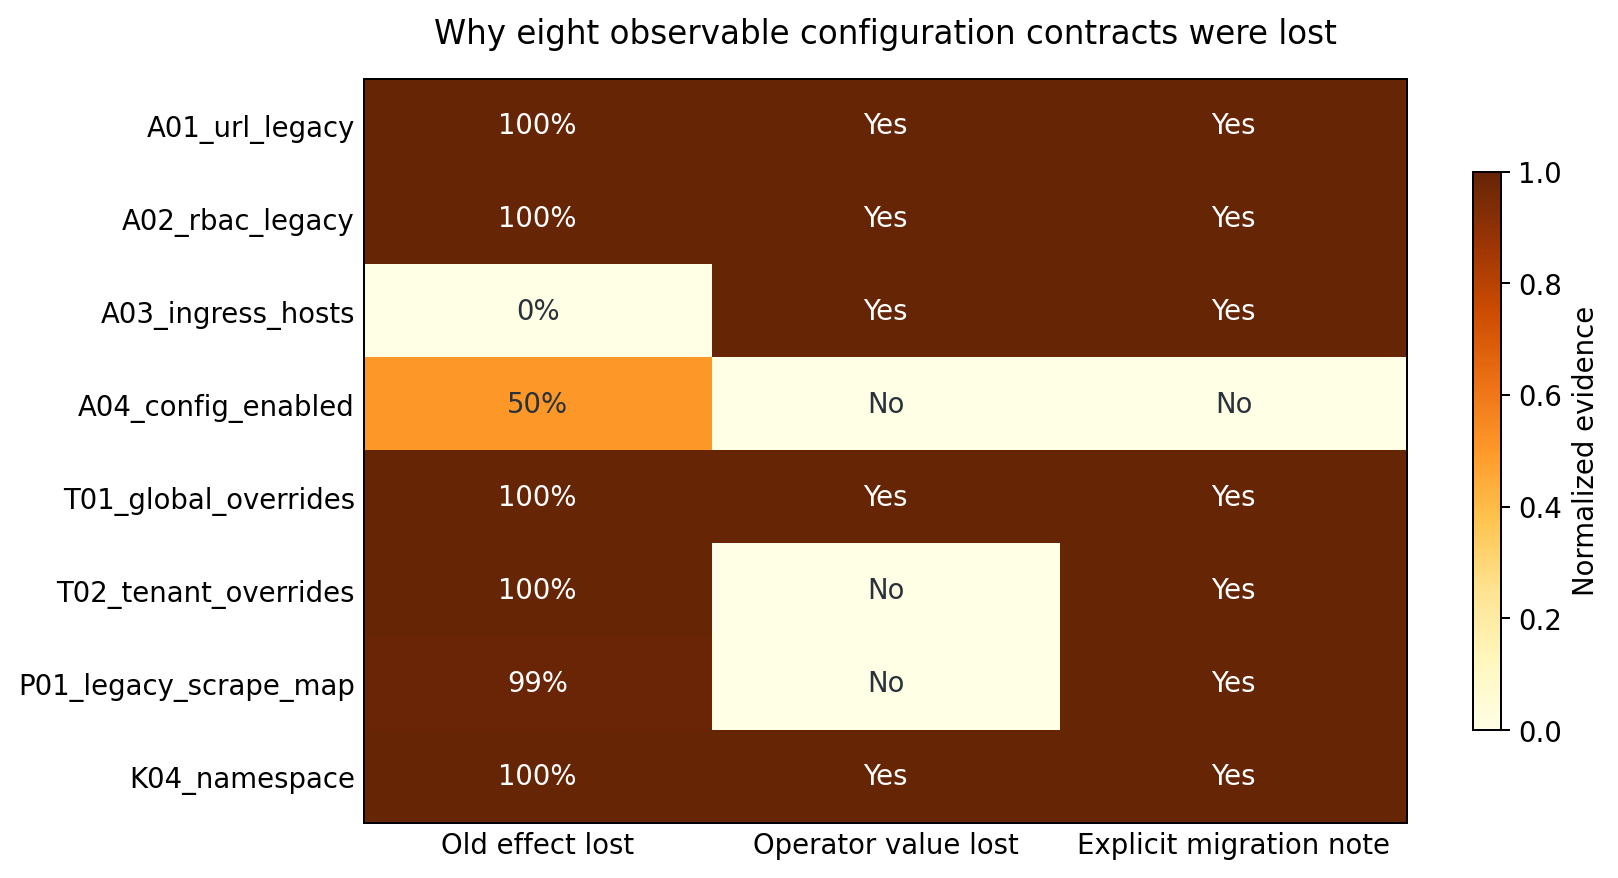 Why eight observable configuration contracts were lost
A01_url_legacy 100% Yes Yes
A02_rbac_legacy 100% Yes Yes
A03_ingress_hosts 0% Yes Yes
A04_config_enabled 50% No No
T01_global_overrides 100% Yes Yes
T02_tenant_overrides 100% No Yes
P01_legacy_scrape_map 99% No Yes
K04_namespace 100% Yes Yes
Old effect lost Operator value lost Explicit migration note
1.0
0.8
0.6
0.4
0.2
0.0
Normalized evidence